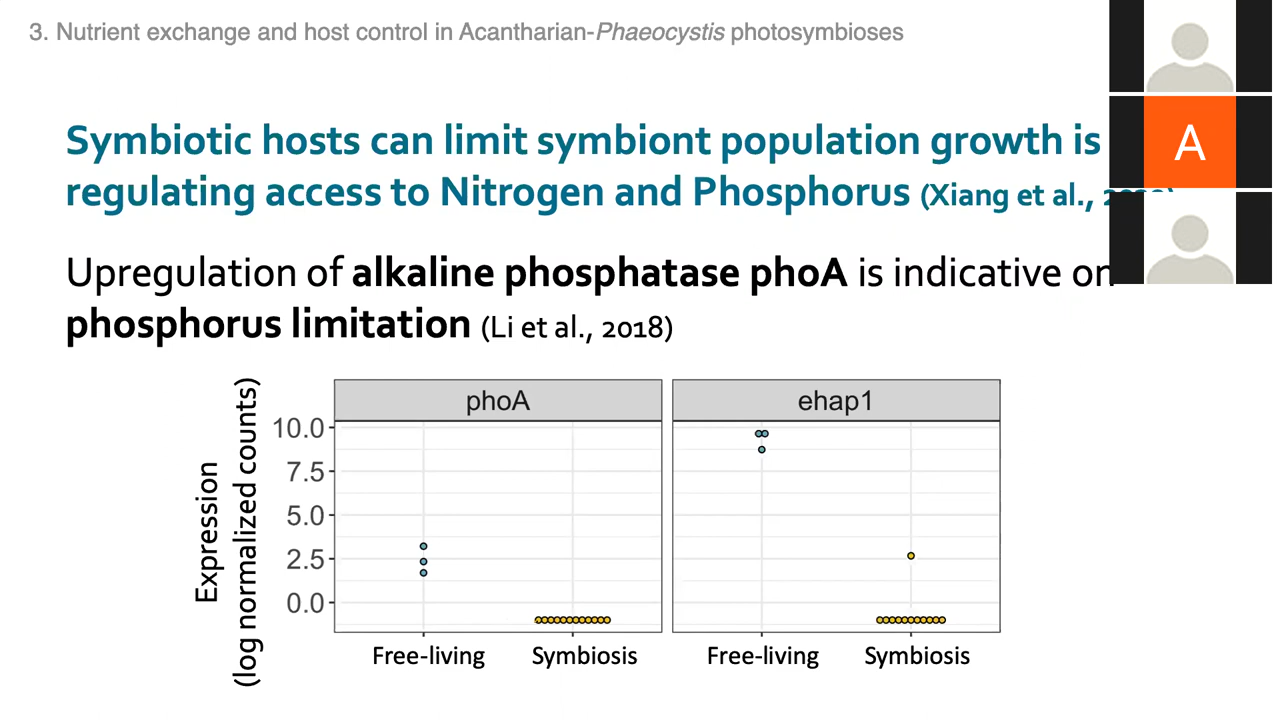 3. Nutrient exchange and host control in Acantharian-Phaeocystis photosymbioses
Symbiotic hosts can limit symbiont population growth is
regulating access to Nitrogen and Phosphorus (Xiang et al.,
A
Upregulation of alkaline phosphatase phoA is indicative on
phosphorus limitation (Li et al., 2018)
phoA
ehap1
Expression
(log normalized counts)
10.0
7.5
5.0
2.5
0.0
Free-living
Symbiosis
Free-living
Symbiosis